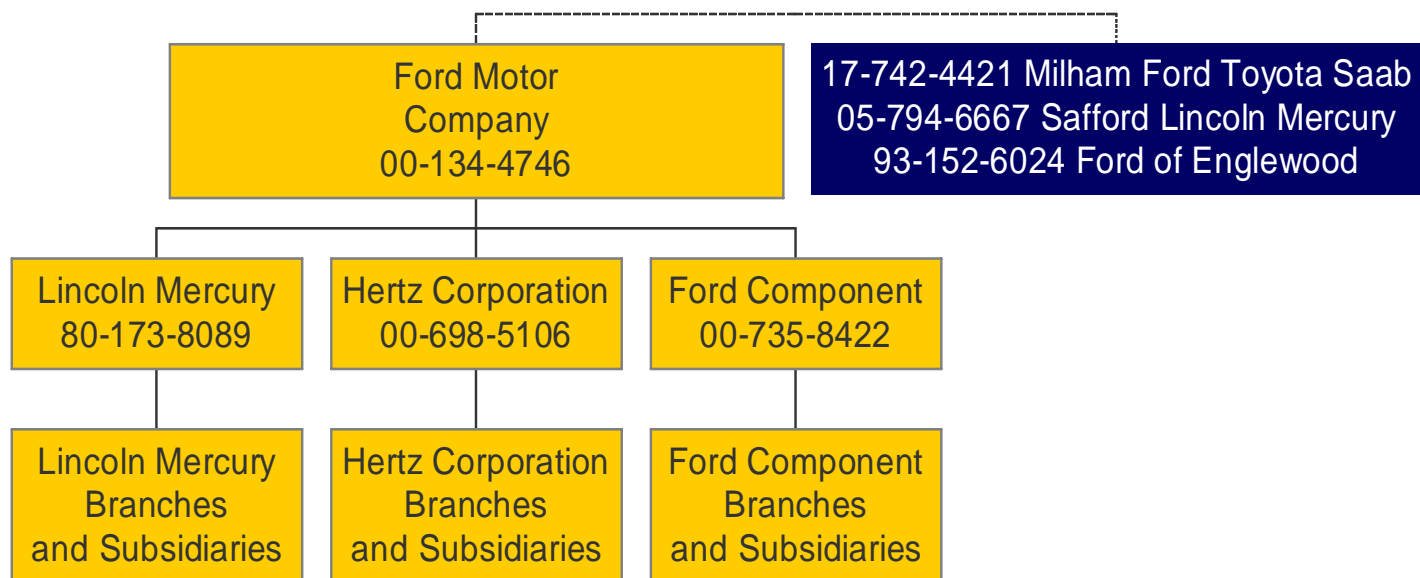 Ford Motor
Company
00-134-4746
17-742-4421 Milham Ford Toyota Saab
05-794-6667 Safford Lincoln Mercury
93-152-6024 Ford of Englewood
Lincoln Mercury
80-173-8089
Hertz Corporation
00-698-5106
Ford Component
00-735-8422
Lincoln Mercury
Branches
and Subsidiaries
Hertz Corporation
Branches
and Subsidiaries
Ford Component
Branches
and Subsidiaries